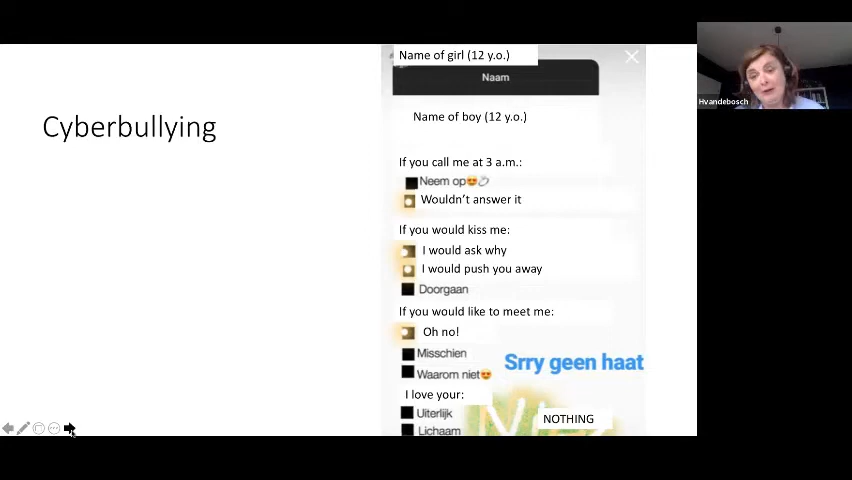 Cyberbullying
Name of girl (12 y.o.)
Naam
Name of boy (12 y.o.)
If you call me at 3 a.m.:
Neem op😍💍
Wouldn't answer it
If you would kiss me:
I would ask why
I would push you away
Doorgaan
If you would like to meet me:
Oh no!
Misschien
Waarom niet😍
Srry geen haat
I love your:
Uiterlijk
Lichaam
NOTHING
Hvandebosch